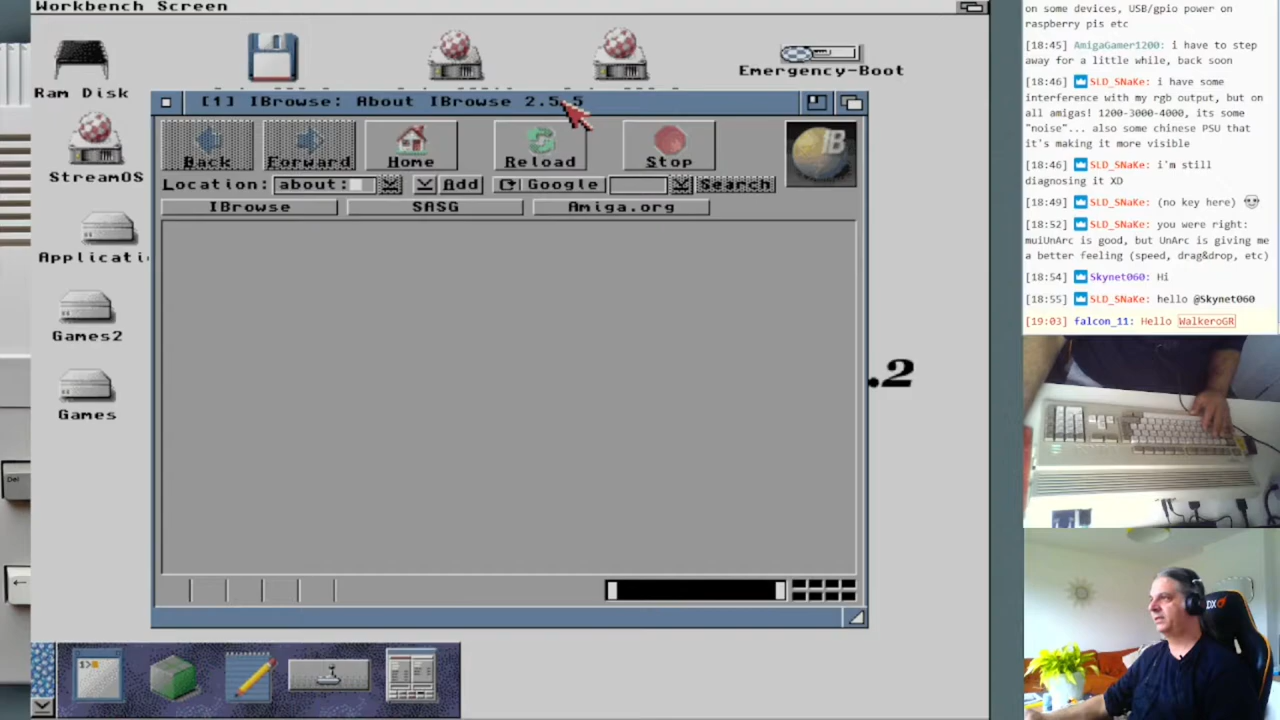 Workbench Screen
Ram Disk
Emergency-Boot
StreamOS
Applicati
Games2
Games
[1] IBrowse: About IBrowse 2.5.5
Back
Forward
Home
Reload
Stop
IB
Location:
about:
Add
Google
Search
IBrowse
SASG
Amiga.org
.2
1>
Del
on some devices, USB/gpio power on
raspberry pis etc
[18:45] AmigaGamer1200: i have to step
away for a little while, back soon
[18:46] SLD_SNaKe: i have some
interference with my rgb output, but on
all amigas! 1200-3000-4000, its some
"noise"... also some chinese PSU that
it's making it more visible
[18:46] SLD_SNaKe: i'm still
diagnosing it XD
[18:49] SLD_SNaKe: (no key here)
[18:52] SLD_SNaKe: you were right:
muiUnArc is good, but UnArc is giving me
a better feeling (speed, drag&drop, etc)
[18:54] Skynet060: Hi
[18:55] SLD_SNaKe: hello @Skynet060
[19:03] falcon_11: Hello WalkeroGR